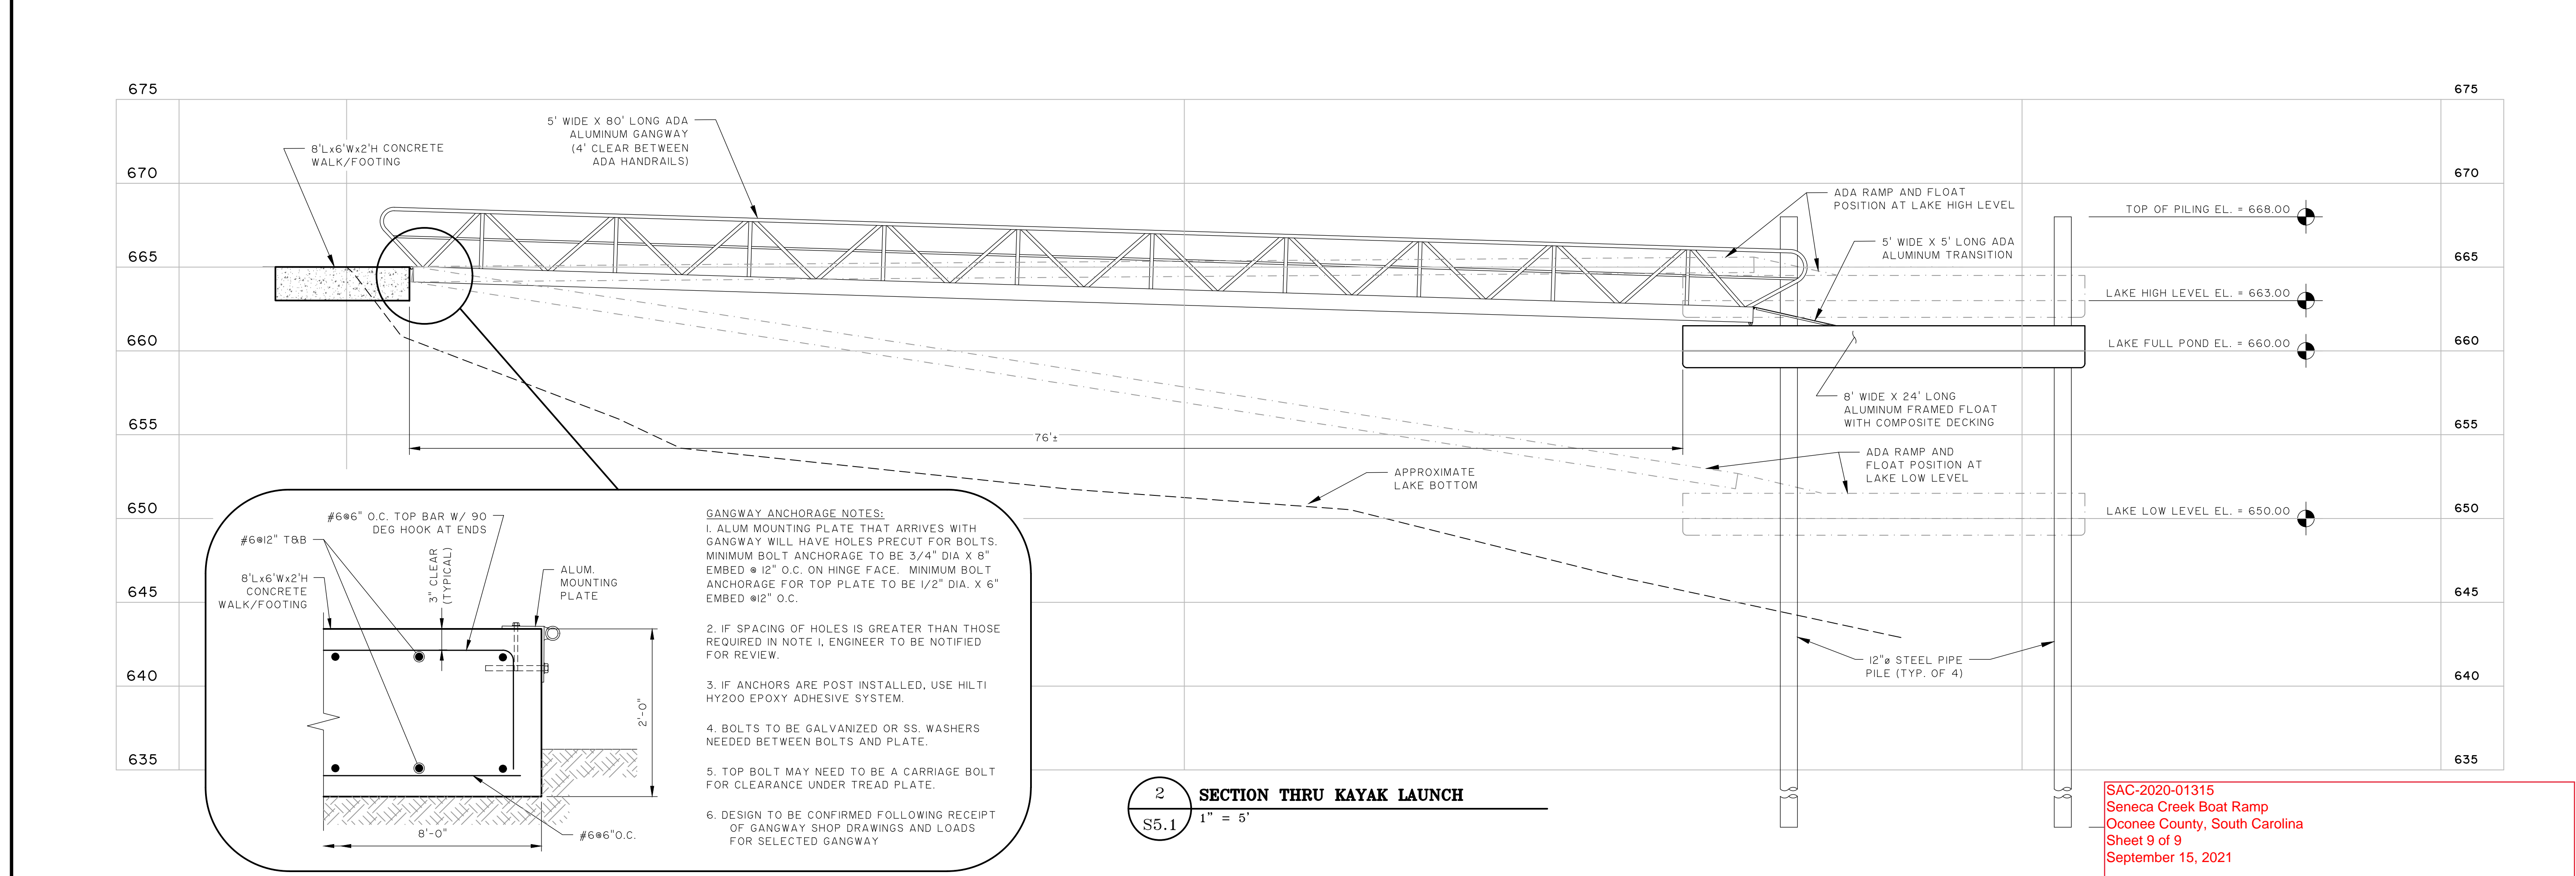 675
675
5' WIDE X 80' LONG ADA
ALUMINUM GANGWAY
(4' CLEAR BETWEEN
ADA HANDRAILS)
8'Lx6'Wx2'H CONCRETE
WALK/FOOTING
670
670
ADA RAMP AND FLOAT
POSITION AT LAKE HIGH LEVEL
TOP OF PILING EL. = 668.00
5' WIDE X 5' LONG ADA
ALUMINUM TRANSITION
665
665
LAKE HIGH LEVEL EL. = 663.00
660
660
LAKE FULL POND EL. = 660.00
8' WIDE X 24' LONG
ALUMINUM FRAMED FLOAT
WITH COMPOSITE DECKING
655
655
76'±
ADA RAMP AND
FLOAT POSITION AT
LAKE LOW LEVEL
APPROXIMATE
LAKE BOTTOM
650
650
LAKE LOW LEVEL EL. = 650.00
645
645
640
640
12"ø STEEL PIPE
PILE (TYP. OF 4)
635
635
#6@6" O.C. TOP BAR W/ 90
DEG HOOK AT ENDS
#6@12" T&B
3" CLEAR
(TYPICAL)
8'Lx6'Wx2'H
CONCRETE
WALK/FOOTING
ALUM.
MOUNTING
PLATE
2'-0"
8'-0"
#6@6"O.C.
GANGWAY ANCHORAGE NOTES:
1. ALUM MOUNTING PLATE THAT ARRIVES WITH
GANGWAY WILL HAVE HOLES PRECUT FOR BOLTS.
MINIMUM BOLT ANCHORAGE TO BE 3/4" DIA X 8"
EMBED @ 12" O.C. ON HINGE FACE. MINIMUM BOLT
ANCHORAGE FOR TOP PLATE TO BE 1/2" DIA. X 6"
EMBED @12" O.C.
2. IF SPACING OF HOLES IS GREATER THAN THOSE
REQUIRED IN NOTE 1, ENGINEER TO BE NOTIFIED
FOR REVIEW.
3. IF ANCHORS ARE POST INSTALLED, USE HILTI
HY200 EPOXY ADHESIVE SYSTEM.
4. BOLTS TO BE GALVANIZED OR SS. WASHERS
NEEDED BETWEEN BOLTS AND PLATE.
5. TOP BOLT MAY NEED TO BE A CARRIAGE BOLT
FOR CLEARANCE UNDER TREAD PLATE.
6. DESIGN TO BE CONFIRMED FOLLOWING RECEIPT
OF GANGWAY SHOP DRAWINGS AND LOADS
FOR SELECTED GANGWAY
2
S5.1
SECTION THRU KAYAK LAUNCH
1" = 5'
SAC-2020-01315
Seneca Creek Boat Ramp
Oconee County, South Carolina
Sheet 9 of 9
September 15, 2021